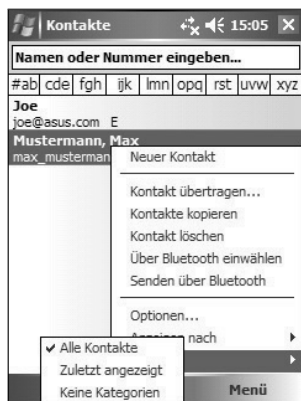 Kontakte 15:05
Namen oder Nummer eingeben...
#ab cde fgh ijk lmn opq rst uvw xyz
Joe
joe@asus.com E
Mustermann, Max
max_musterman
Neuer Kontakt
Kontakt übertragen...
Kontakte kopieren
Kontakt löschen
Über Bluetooth einwählen
Senden über Bluetooth
Optionen...
nach
Alle Kontakte
Zuletzt angezeigt
Keine Kategorien
Menü